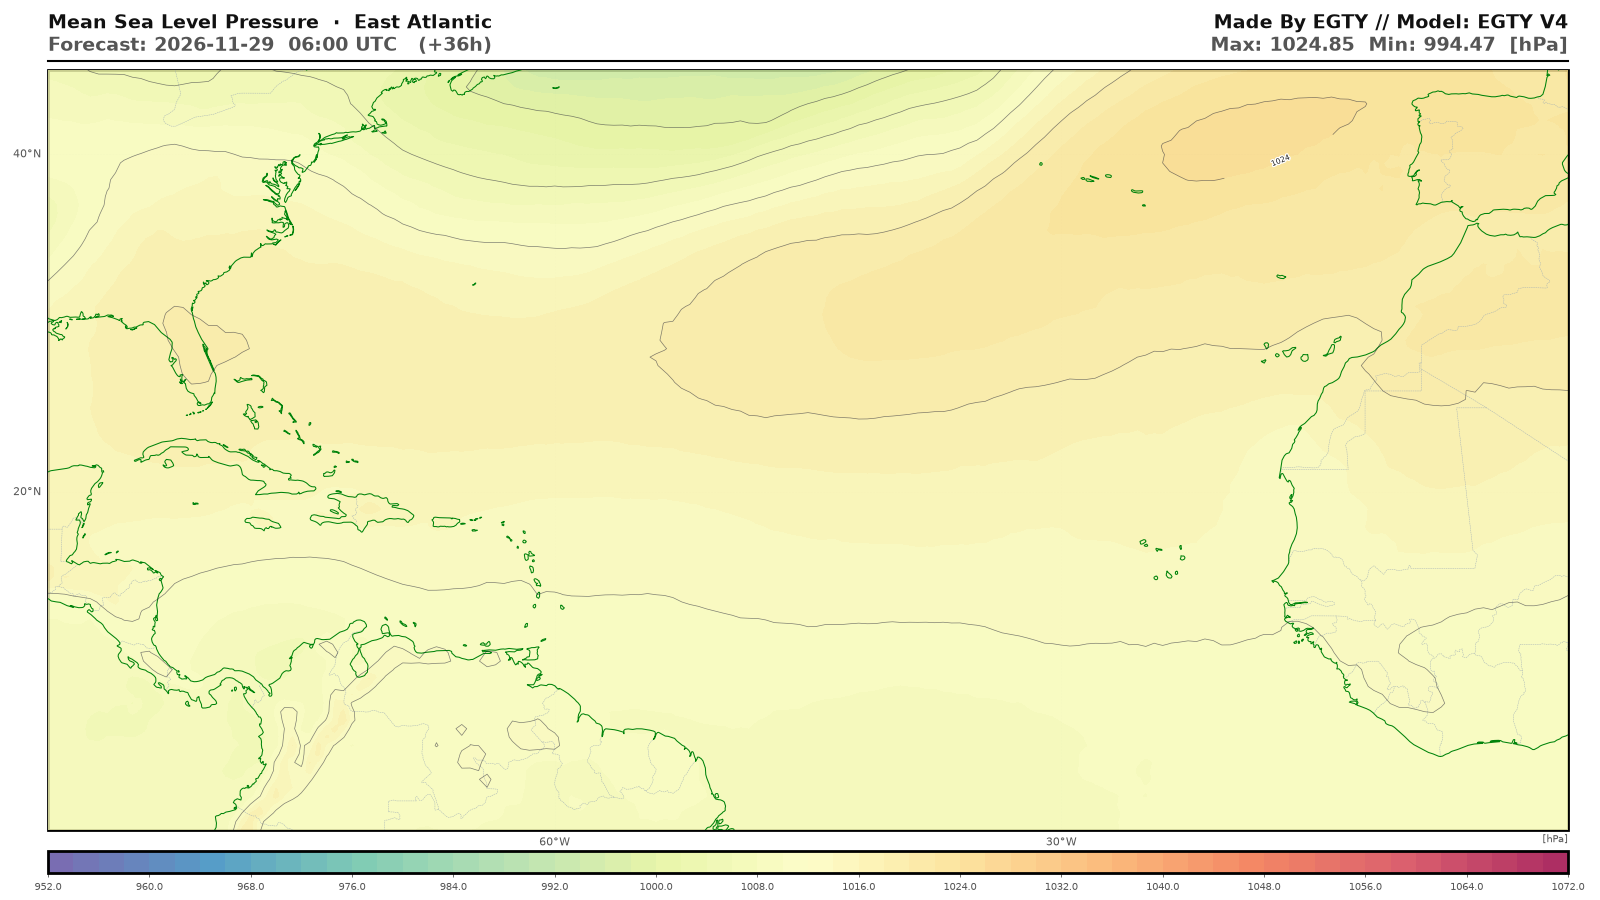 Mean Sea Level Pressure · East Atlantic
Made By EGTY // Model: EGTY V4
Forecast: 2026-11-29 06:00 UTC (+36h)
Max: 1024.85 Min: 994.47 [hPa]
40°N
1024
20°N
60°W
30°W
[hPa]
952.0 960.0 968.0 976.0 984.0 992.0 1000.0 1008.0 1016.0 1024.0 1032.0 1040.0 1048.0 1056.0 1064.0 1072.0